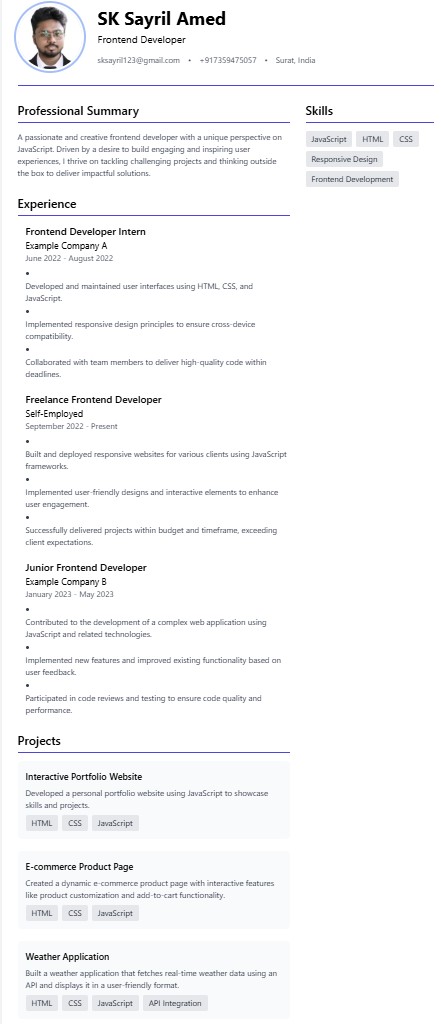 SK Sayril Amed
Frontend Developer
sksayril123@gmail.com • +917359475057 • Surat, India
Professional Summary
A passionate and creative frontend developer with a unique perspective on
JavaScript. Driven by a desire to build engaging and inspiring user
experiences, I thrive on tackling challenging projects and thinking outside
the box to deliver impactful solutions.
Experience
Frontend Developer Intern
Example Company A
June 2022 - August 2022
•
Developed and maintained user interfaces using HTML, CSS, and
JavaScript.
•
Implemented responsive design principles to ensure cross-device
compatibility.
•
Collaborated with team members to deliver high-quality code within
deadlines.
Freelance Frontend Developer
Self-Employed
September 2022 - Present
•
Built and deployed responsive websites for various clients using JavaScript
frameworks.
•
Implemented user-friendly designs and interactive elements to enhance
user engagement.
•
Successfully delivered projects within budget and timeframe, exceeding
client expectations.
Junior Frontend Developer
Example Company B
January 2023 - May 2023
•
Contributed to the development of a complex web application using
JavaScript and related technologies.
•
Implemented new features and improved existing functionality based on
user feedback.
•
Participated in code reviews and testing to ensure code quality and
performance.
Projects
Interactive Portfolio Website
Developed a personal portfolio website using JavaScript to showcase
skills and projects.
HTML CSS JavaScript
E-commerce Product Page
Created a dynamic e-commerce product page with interactive features
like product customization and add-to-cart functionality.
HTML CSS JavaScript
Weather Application
Built a weather application that fetches real-time weather data using an
API and displays it in a user-friendly format.
HTML CSS JavaScript API Integration
Skills
JavaScript HTML CSS
Responsive Design
Frontend Development